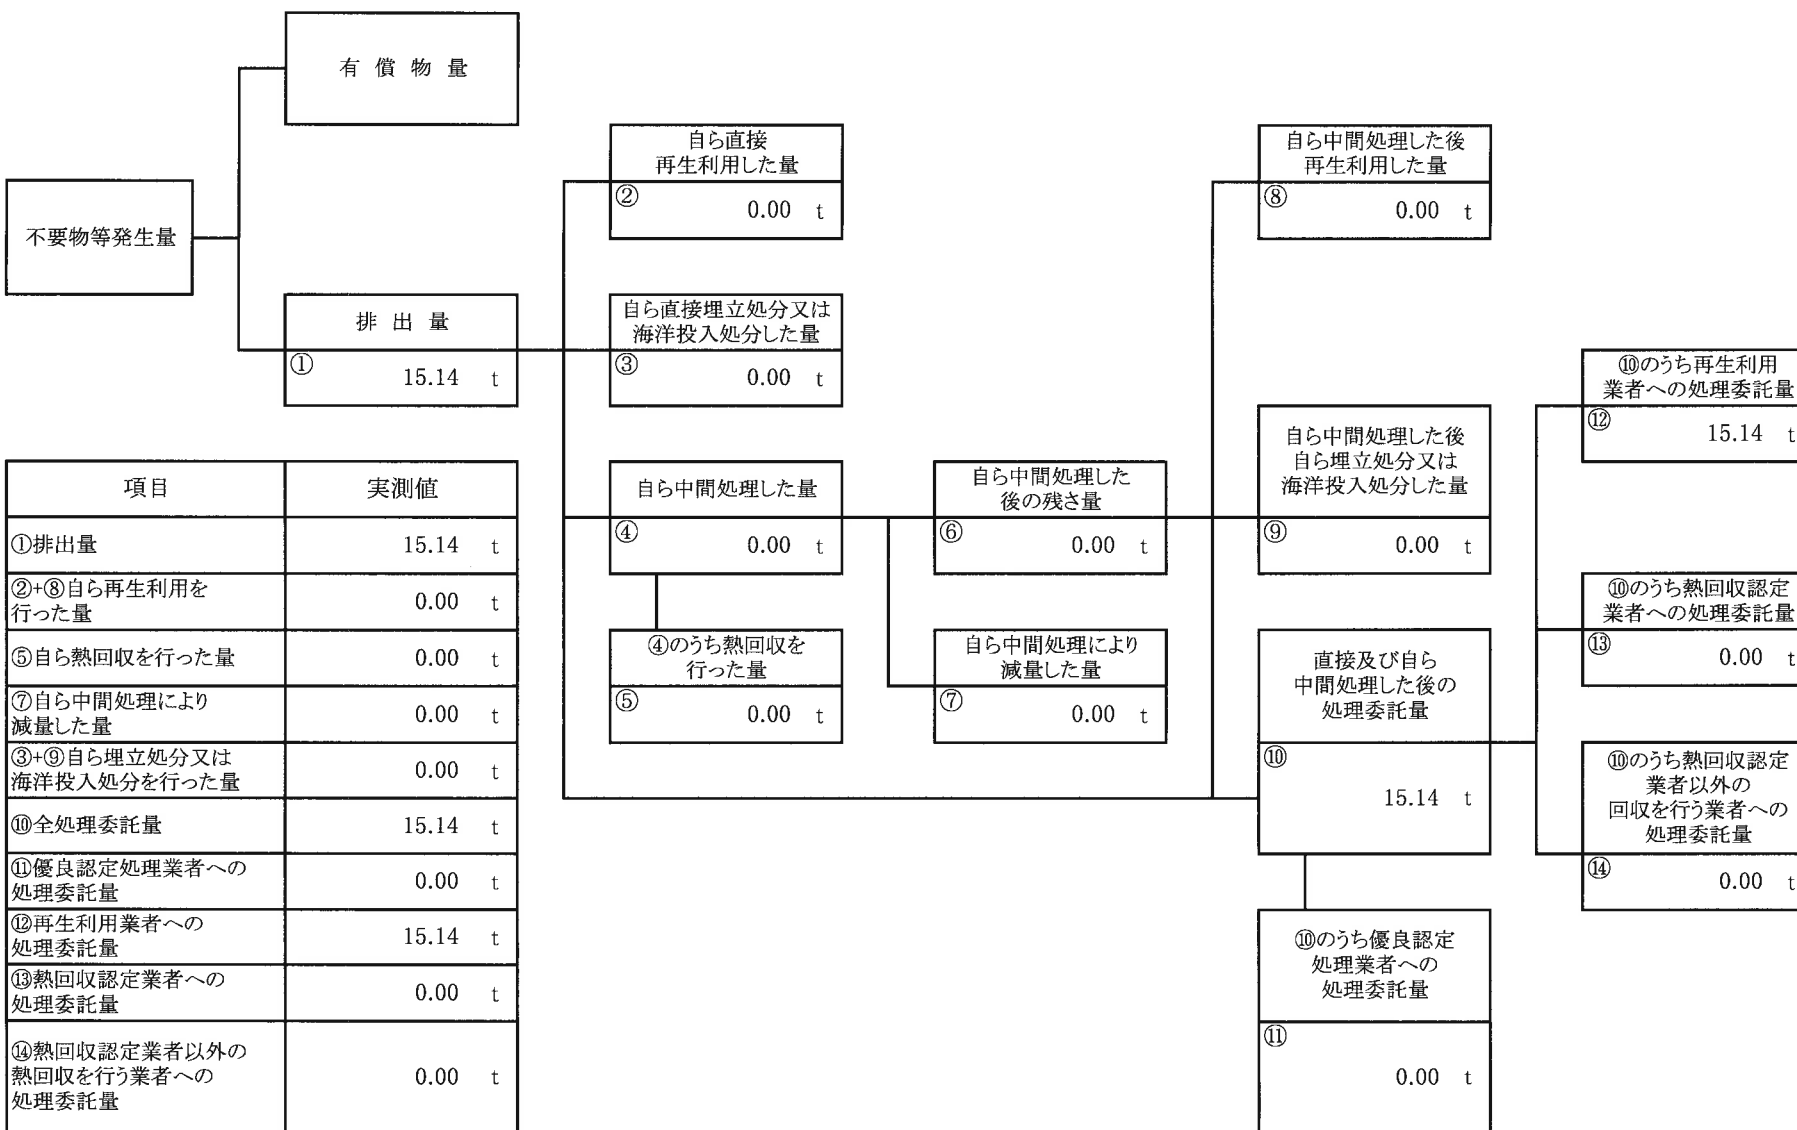 有償物量
不要物等発生量
排出量
①
15.14 t
自ら直接
再生利用した量
②
0.00 t
自ら直接埋立処分又は
海洋投入処分した量
③
0.00 t
自ら中間処理した量
④
0.00 t
④のうち熱回収を
行った量
⑤
0.00 t
自ら中間処理した
後の残さ量
⑥
0.00 t
自ら中間処理により
減量した量
⑦
0.00 t
自ら中間処理した後
再生利用した量
⑧
0.00 t
自ら中間処理した後
自ら埋立処分又は
海洋投入処分した量
⑨
0.00 t
直接及び自ら
中間処理した後の
処理委託量
⑩
15.14 t
⑩のうち優良認定
処理業者への
処理委託量
⑪
0.00 t
⑩のうち再生利用
業者への処理委託量
⑫
15.14 t
⑩のうち熱回収認定
業者への処理委託量
⑬
0.00 t
⑩のうち熱回収認定
業者以外の
回収を行う業者への
処理委託量
⑭
0.00 t
項目 実測値
①排出量 15.14 t
②+⑧自ら再生利用を
行った量 0.00 t
⑤自ら熱回収を行った量 0.00 t
⑦自ら中間処理により
減量した量 0.00 t
③+⑨自ら埋立処分又は
海洋投入処分を行った量 0.00 t
⑩全処理委託量 15.14 t
⑪優良認定処理業者への
処理委託量 0.00 t
⑫再生利用業者への
処理委託量 15.14 t
⑬熱回収認定業者への
処理委託量 0.00 t
⑭熱回収認定業者以外の
熱回収を行う業者への
処理委託量 0.00 t